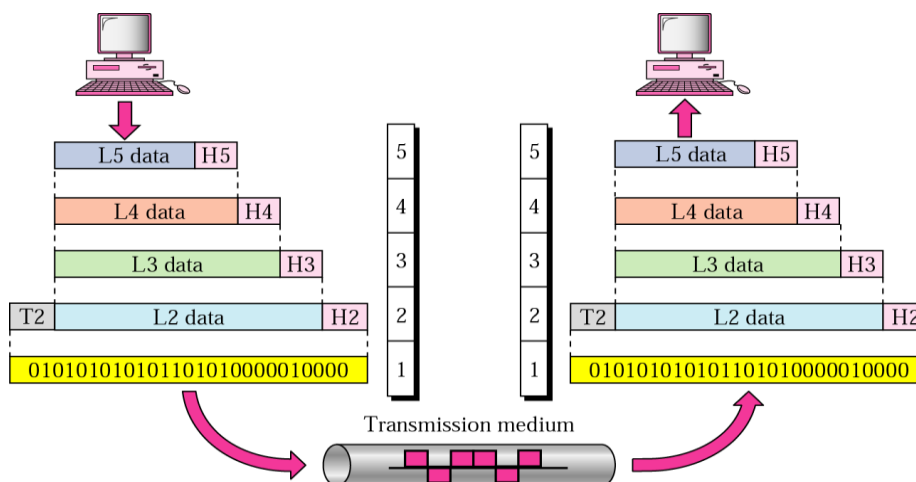 L5 data H5 5 5 L5 data H5
L4 data H4 4 4 L4 data H4
L3 data H3 3 3 L3 data H3
T2 L2 data H2 2 2 T2 L2 data H2
010101010101101010000010000 1 1 010101010101101010000010000
Transmission medium